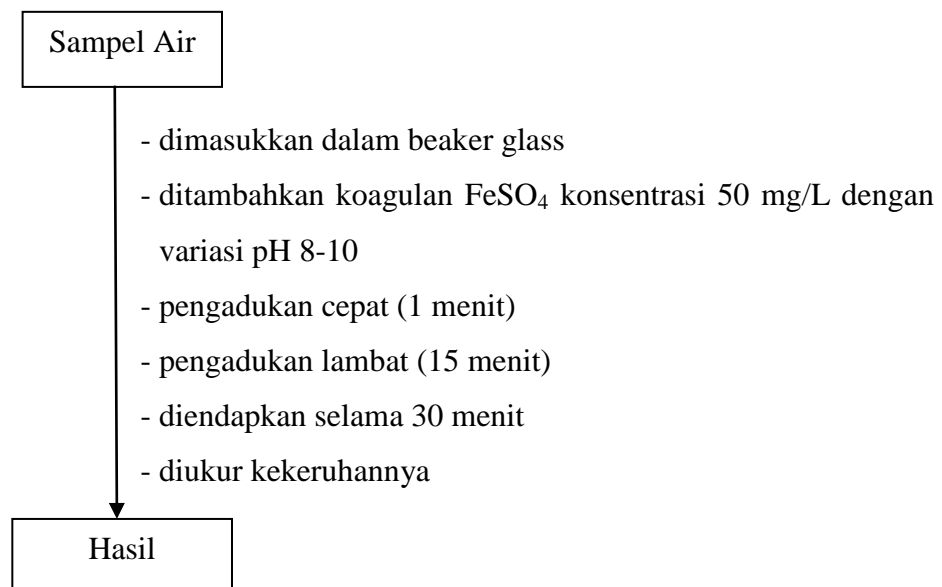 Sampel Air
- dimasukkan dalam beaker glass
- ditambahkan koagulan FeSO₄ konsentrasi 50 mg/L dengan
variasi pH 8-10
- pengadukan cepat (1 menit)
- pengadukan lambat (15 menit)
- diendapkan selama 30 menit
- diukur kekeruhannya
Hasil